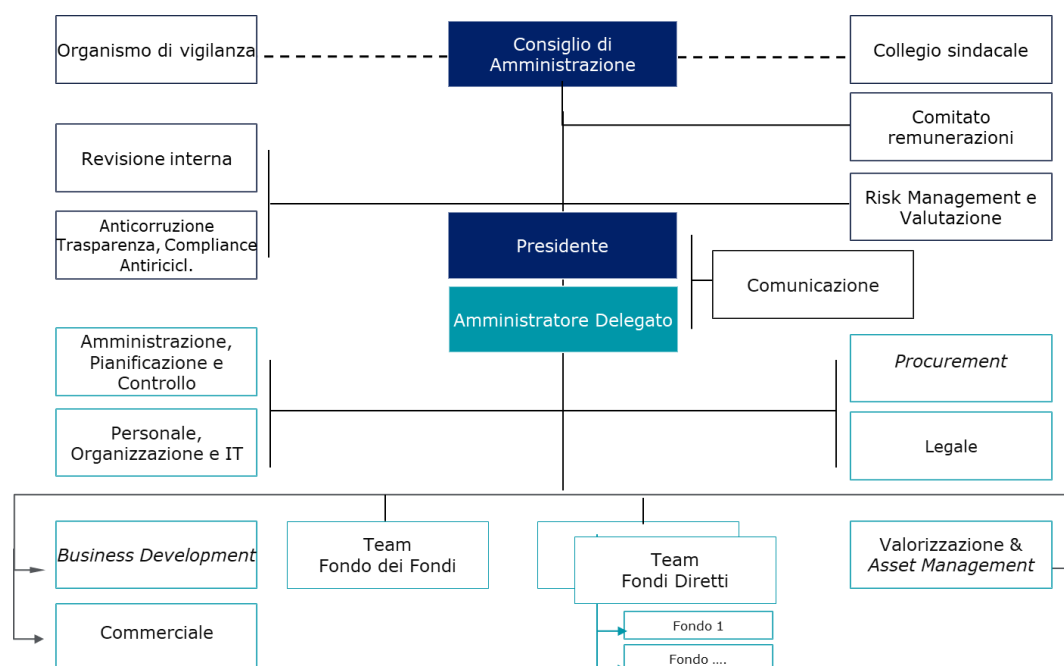 Organismo di vigilanza
Consiglio di
Amministrazione
Collegio sindacale
Comitato
remunerazioni
Revisione interna
Risk Management e
Valutazione
Anticorruzione
Trasparenza, Compliance
Antiricicl.
Presidente
Comunicazione
Amministratore Delegato
Amministrazione,
Pianificazione e
Controllo
Procurement
Personale,
Organizzazione e IT
Legale
Business Development
Team
Fondo dei Fondi
Team
Fondi Diretti
Valorizzazione &
Asset Management
Commerciale
Fondo 1
Fondo ....